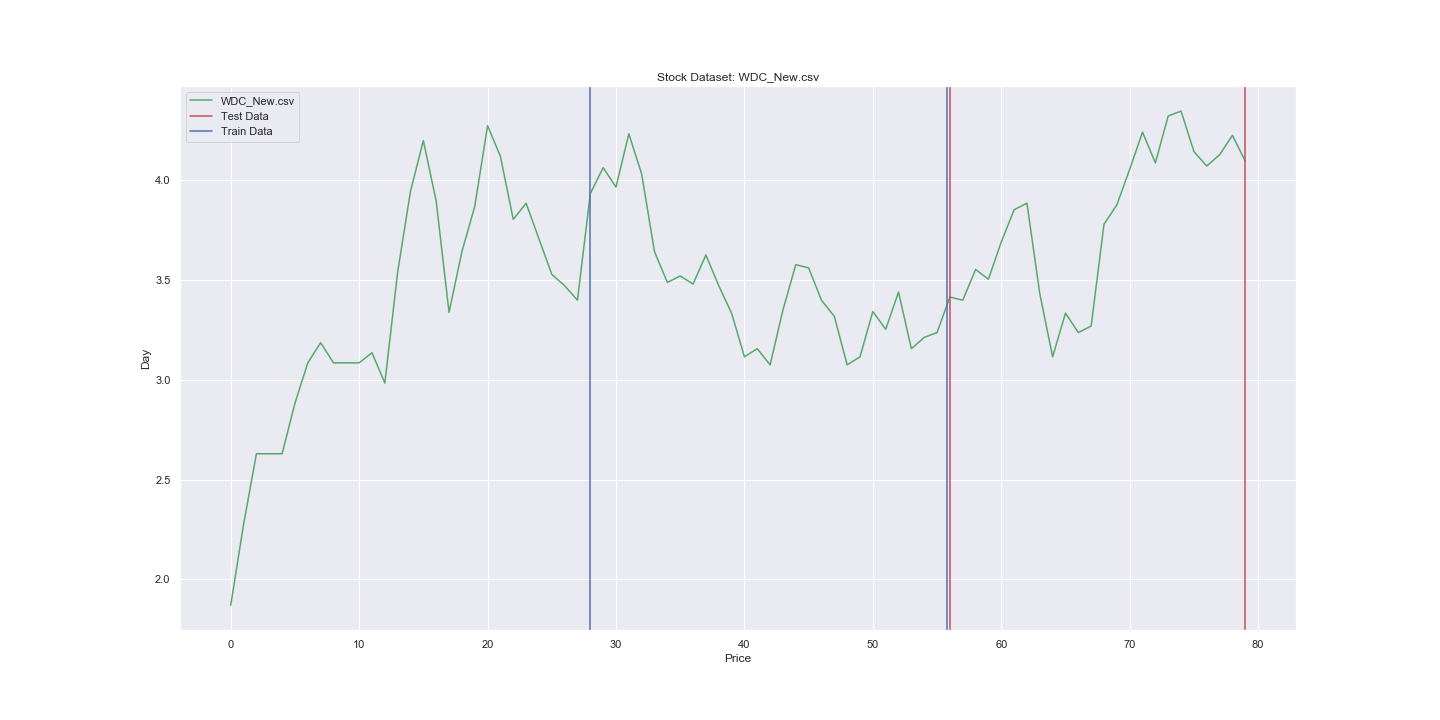 Stock Dataset: WDC_New.csv
WDC_New.csv
Test Data
Train Data
Day
4.0
3.5
3.0
2.5
2.0
0 10 20 30 40 50 60 70 80
Price